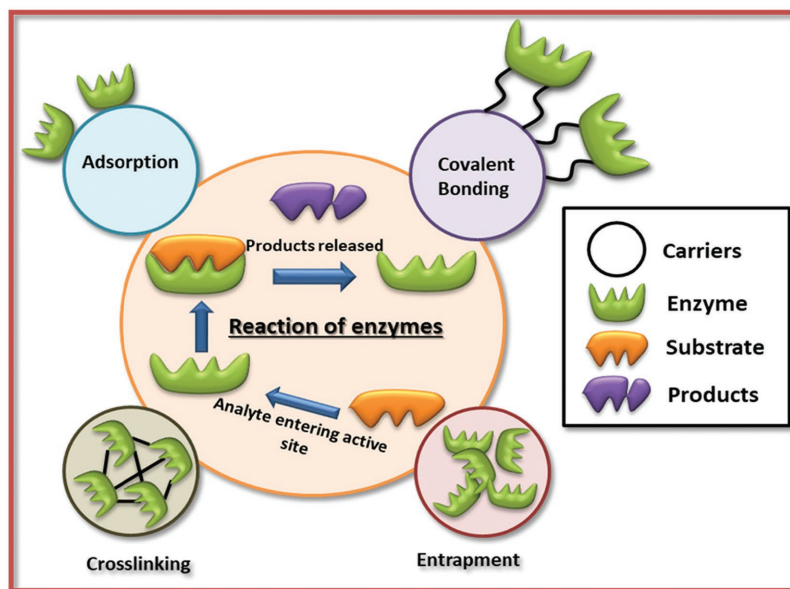 Adsorption
Covalent
Bonding
Products released
Reaction of enzymes
Analyte entering active
site
Crosslinking
Entrapment
Carriers
Enzyme
Substrate
Products